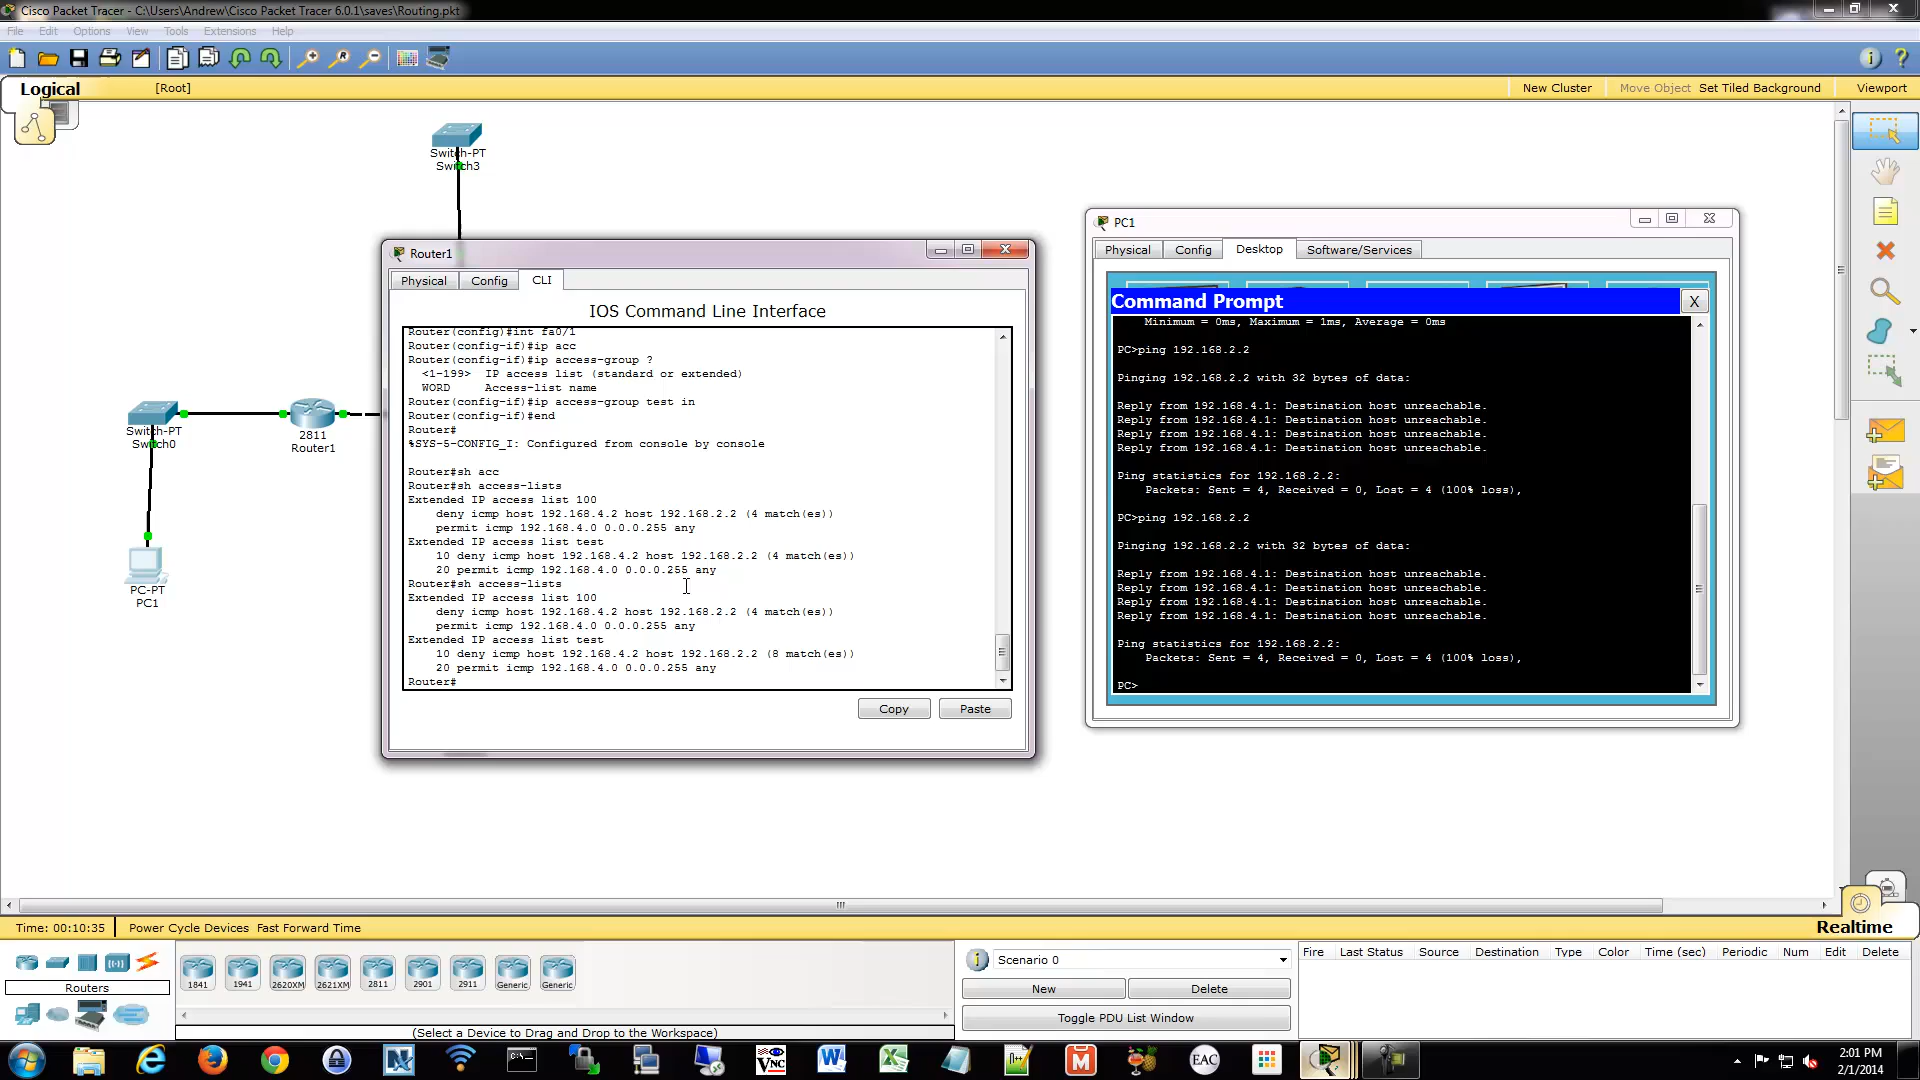 Cisco Packet Tracer - C:\Users\Andrew\Cisco Packet Tracer 6.0.1\saves\Routing.pkt
File Edit Options View Tools Extensions Help
Logical [Root] New Cluster Move Object Set Tiled Background Viewport
Switch-PT
Switch3
Switch-PT
Switch0
2811
Router1
PC-PT
PC1
Router1
Physical Config CLI
IOS Command Line Interface
Router(config)#int fa0/1
Router(config-if)#ip acc
Router(config-if)#ip access-group ?
<1-199> IP access list (standard or extended)
WORD Access-list name
Router(config-if)#ip access-group test in
Router(config-if)#end
Router#
%SYS-5-CONFIG_I: Configured from console by console
Router#sh acc
Router#sh access-lists
Extended IP access list 100
deny icmp host 192.168.4.2 host 192.168.2.2 (4 match(es))
permit icmp 192.168.4.0 0.0.0.255 any
Extended IP access list test
10 deny icmp host 192.168.4.2 host 192.168.2.2 (4 match(es))
20 permit icmp 192.168.4.0 0.0.0.255 any
Router#sh access-lists
Extended IP access list 100
deny icmp host 192.168.4.2 host 192.168.2.2 (4 match(es))
permit icmp 192.168.4.0 0.0.0.255 any
Extended IP access list test
10 deny icmp host 192.168.4.2 host 192.168.2.2 (8 match(es))
20 permit icmp 192.168.4.0 0.0.0.255 any
Router#
Copy Paste
PC1
Physical Config Desktop Software/Services
Command Prompt X
Minimum = 0ms, Maximum = 1ms, Average = 0ms
PC>ping 192.168.2.2
Pinging 192.168.2.2 with 32 bytes of data:
Reply from 192.168.4.1: Destination host unreachable.
Reply from 192.168.4.1: Destination host unreachable.
Reply from 192.168.4.1: Destination host unreachable.
Reply from 192.168.4.1: Destination host unreachable.
Ping statistics for 192.168.2.2:
Packets: Sent = 4, Received = 0, Lost = 4 (100% loss),
PC>ping 192.168.2.2
Pinging 192.168.2.2 with 32 bytes of data:
Reply from 192.168.4.1: Destination host unreachable.
Reply from 192.168.4.1: Destination host unreachable.
Reply from 192.168.4.1: Destination host unreachable.
Reply from 192.168.4.1: Destination host unreachable.
Ping statistics for 192.168.2.2:
Packets: Sent = 4, Received = 0, Lost = 4 (100% loss),
PC>
Time: 00:10:35 Power Cycle Devices Fast Forward Time Realtime
Routers
1841 1941 2620XM 2621XM 2811 2901 2911 Generic Generic
(Select a Device to Drag and Drop to the Workspace)
Scenario 0
New Delete
Toggle PDU List Window
Fire Last Status Source Destination Type Color Time (sec) Periodic Num Edit Delete
VNC
EAC
2:01 PM
2/1/2014